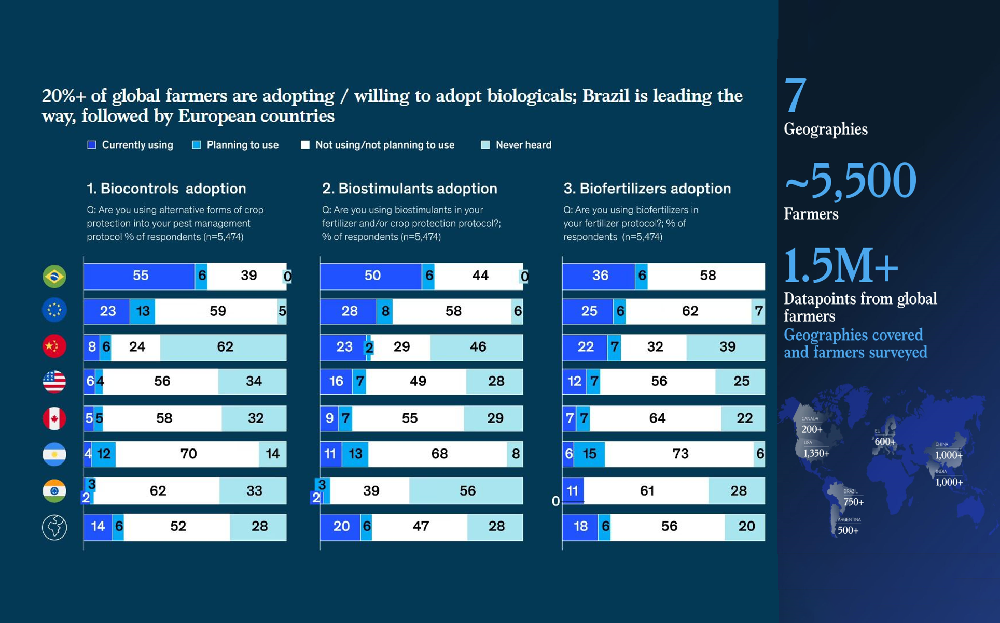 20%+ of global farmers are adopting / willing to adopt biologicals; Brazil is leading the
way, followed by European countries
Currently using
Planning to use
Not using/not planning to use
Never heard
1. Biocontrols adoption
Q: Are you using alternative forms of crop
protection into your pest management
protocol % of respondents (n=5,474)
55 6 39 0
23 13 59 5
8 6 24 62
6 4 56 34
5 5 58 32
4 12 70 14
2 3 62 33
14 6 52 28
2. Biostimulants adoption
Q: Are you using biostimulants in your
fertilizer and/or crop protection protocol?;
% of respondents (n=5,474)
50 6 44 0
28 8 58 6
23 2 29 46
16 7 49 28
9 7 55 29
11 13 68 8
2 3 39 56
20 6 47 28
3. Biofertilizers adoption
Q: Are you using biofertilizers in
your fertilizer protocol?; % of
respondents (n=5,474)
36 6 58
25 6 62 7
22 7 32 39
12 7 56 25
7 7 64 22
6 15 73 6
0 11 61 28
18 6 56 20
7
Geographies
~5,500
Farmers
1.5M+
Datapoints from global
farmers
Geographies covered
and farmers surveyed
CANADA
200+
USA
1,350+
EU
600+
CHINA
1,000+
INDIA
1,000+
BRAZIL
750+
ARGENTINA
500+